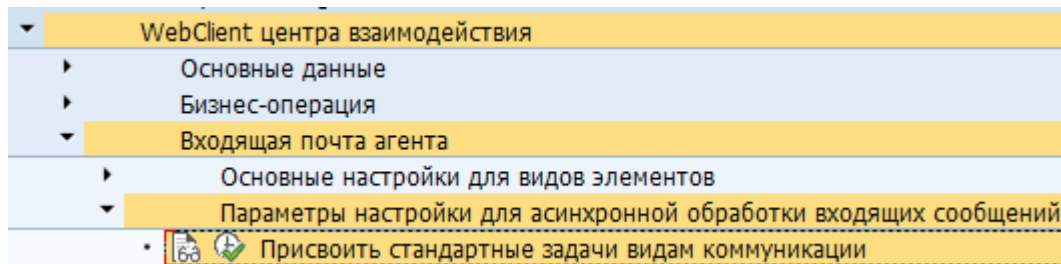 WebClient центра взаимодействия
Основные данные
Бизнес-операция
Входящая почта агента
Основные настройки для видов элементов
Параметры настройки для асинхронной обработки входящих сообщений
Присвоить стандартные задачи видам коммуникации